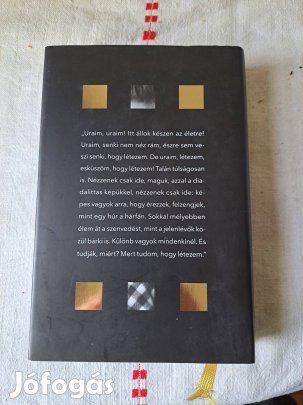 „Uraim, uraim! Itt állok készen az életre!
Uraim, senki nem néz rám, észre sem ve-
szi senki, hogy létezem. De uraim, létezem,
esküszöm, hogy létezem! Talán túlságosan
is. Nézzenek csak ide, maguk, azzal a dia-
dalittas képükkel, nézzenek csak ide: ké-
pes vagyok arra, hogy érezzek, felzengjek,
mint egy húr a hárfán. Sokkal mélyebben
élem át a szenvedést, mint a jelenlévők kö-
zül bárki is. Különb vagyok mindenkinél. És
tudják, miért? Mert tudom, hogy létezem.”
Jófogás